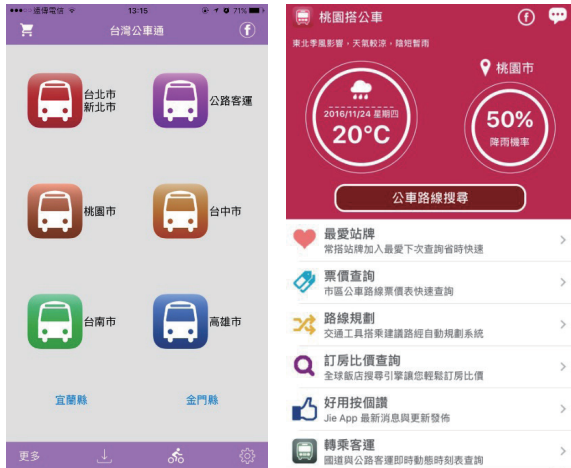 遠傳電信 13:15 71%
台灣公車通
台北市
新北市
公路客運
桃園市
台中市
台南市
高雄市
宜蘭縣
金門縣
更多
桃園搭公車
東北季風影響，天氣較涼，陰短暫雨
桃園市
2016/11/24 星期四
20°C
50%
降雨機率
公車路線搜尋
最愛站牌
常搭站牌加入最愛下次查詢省時快速
票價查詢
市區公車路線票價表快速查詢
路線規劃
交通工具搭乘建議路經自動規劃系統
訂房比價查詢
全球飯店搜尋引擎讓您輕鬆訂房比價
好用按個讚
Jie App 最新消息與更新發佈
轉乘客運
國道與公路客運即時動態時刻表查詢